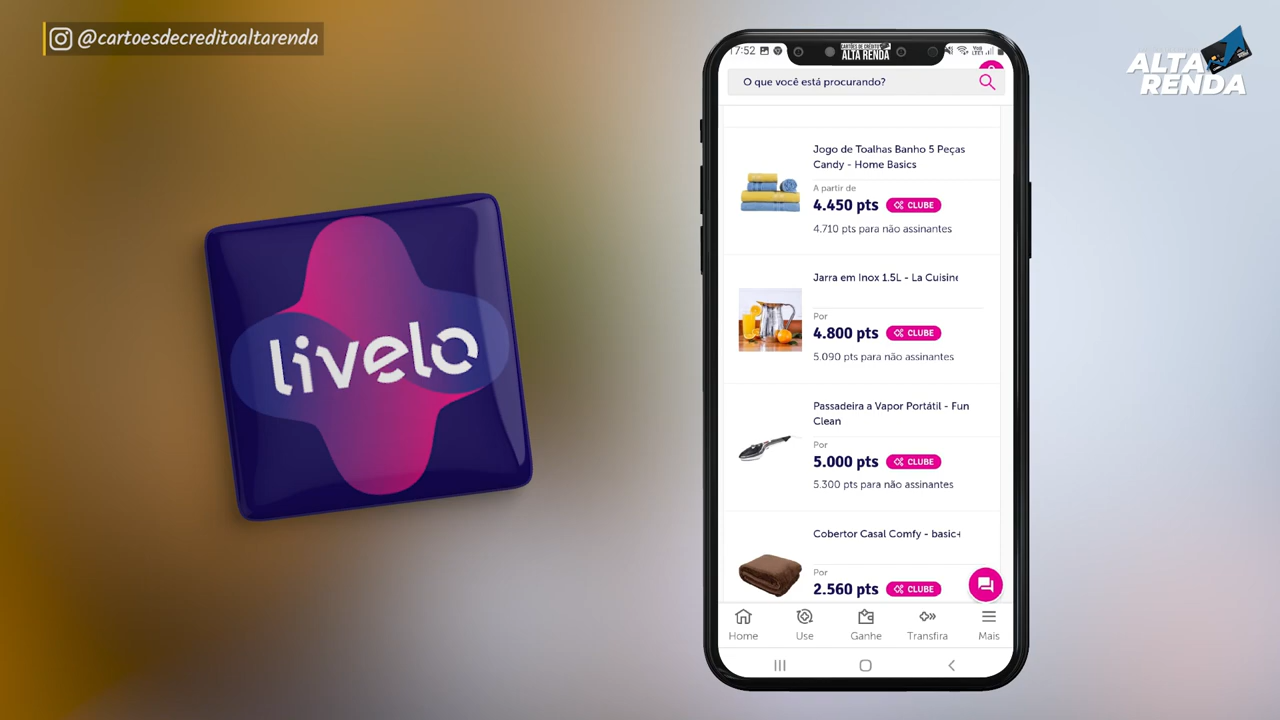 @cartoesdecreditoaltarenda
ALTA
RENDA
livelo
17:52
CARTÕES DE CRÉDITO
ALTA RENDA
O que você está procurando?
Jogo de Toalhas Banho 5 Peças
Candy - Home Basics
A partir de
4.450 pts CLUBE
4.710 pts para não assinantes
Jarra em Inox 1.5L - La Cuisine
Por
4.800 pts CLUBE
5.090 pts para não assinantes
Passadeira a Vapor Portátil - Fun
Clean
Por
5.000 pts CLUBE
5.300 pts para não assinantes
Cobertor Casal Comfy - basic+
Por
2.560 pts CLUBE
Home Use Ganhe Transfira Mais